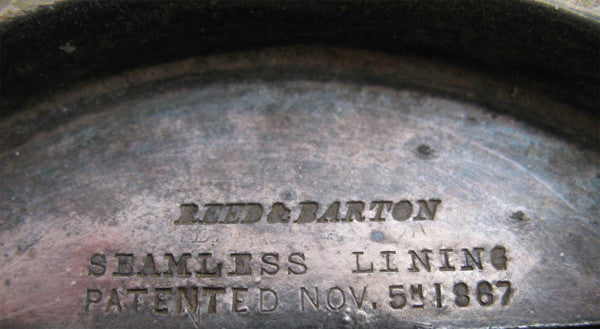 REED & BARTON
SEAMLESS LINING
PATENTED NOV. 5TH 1867